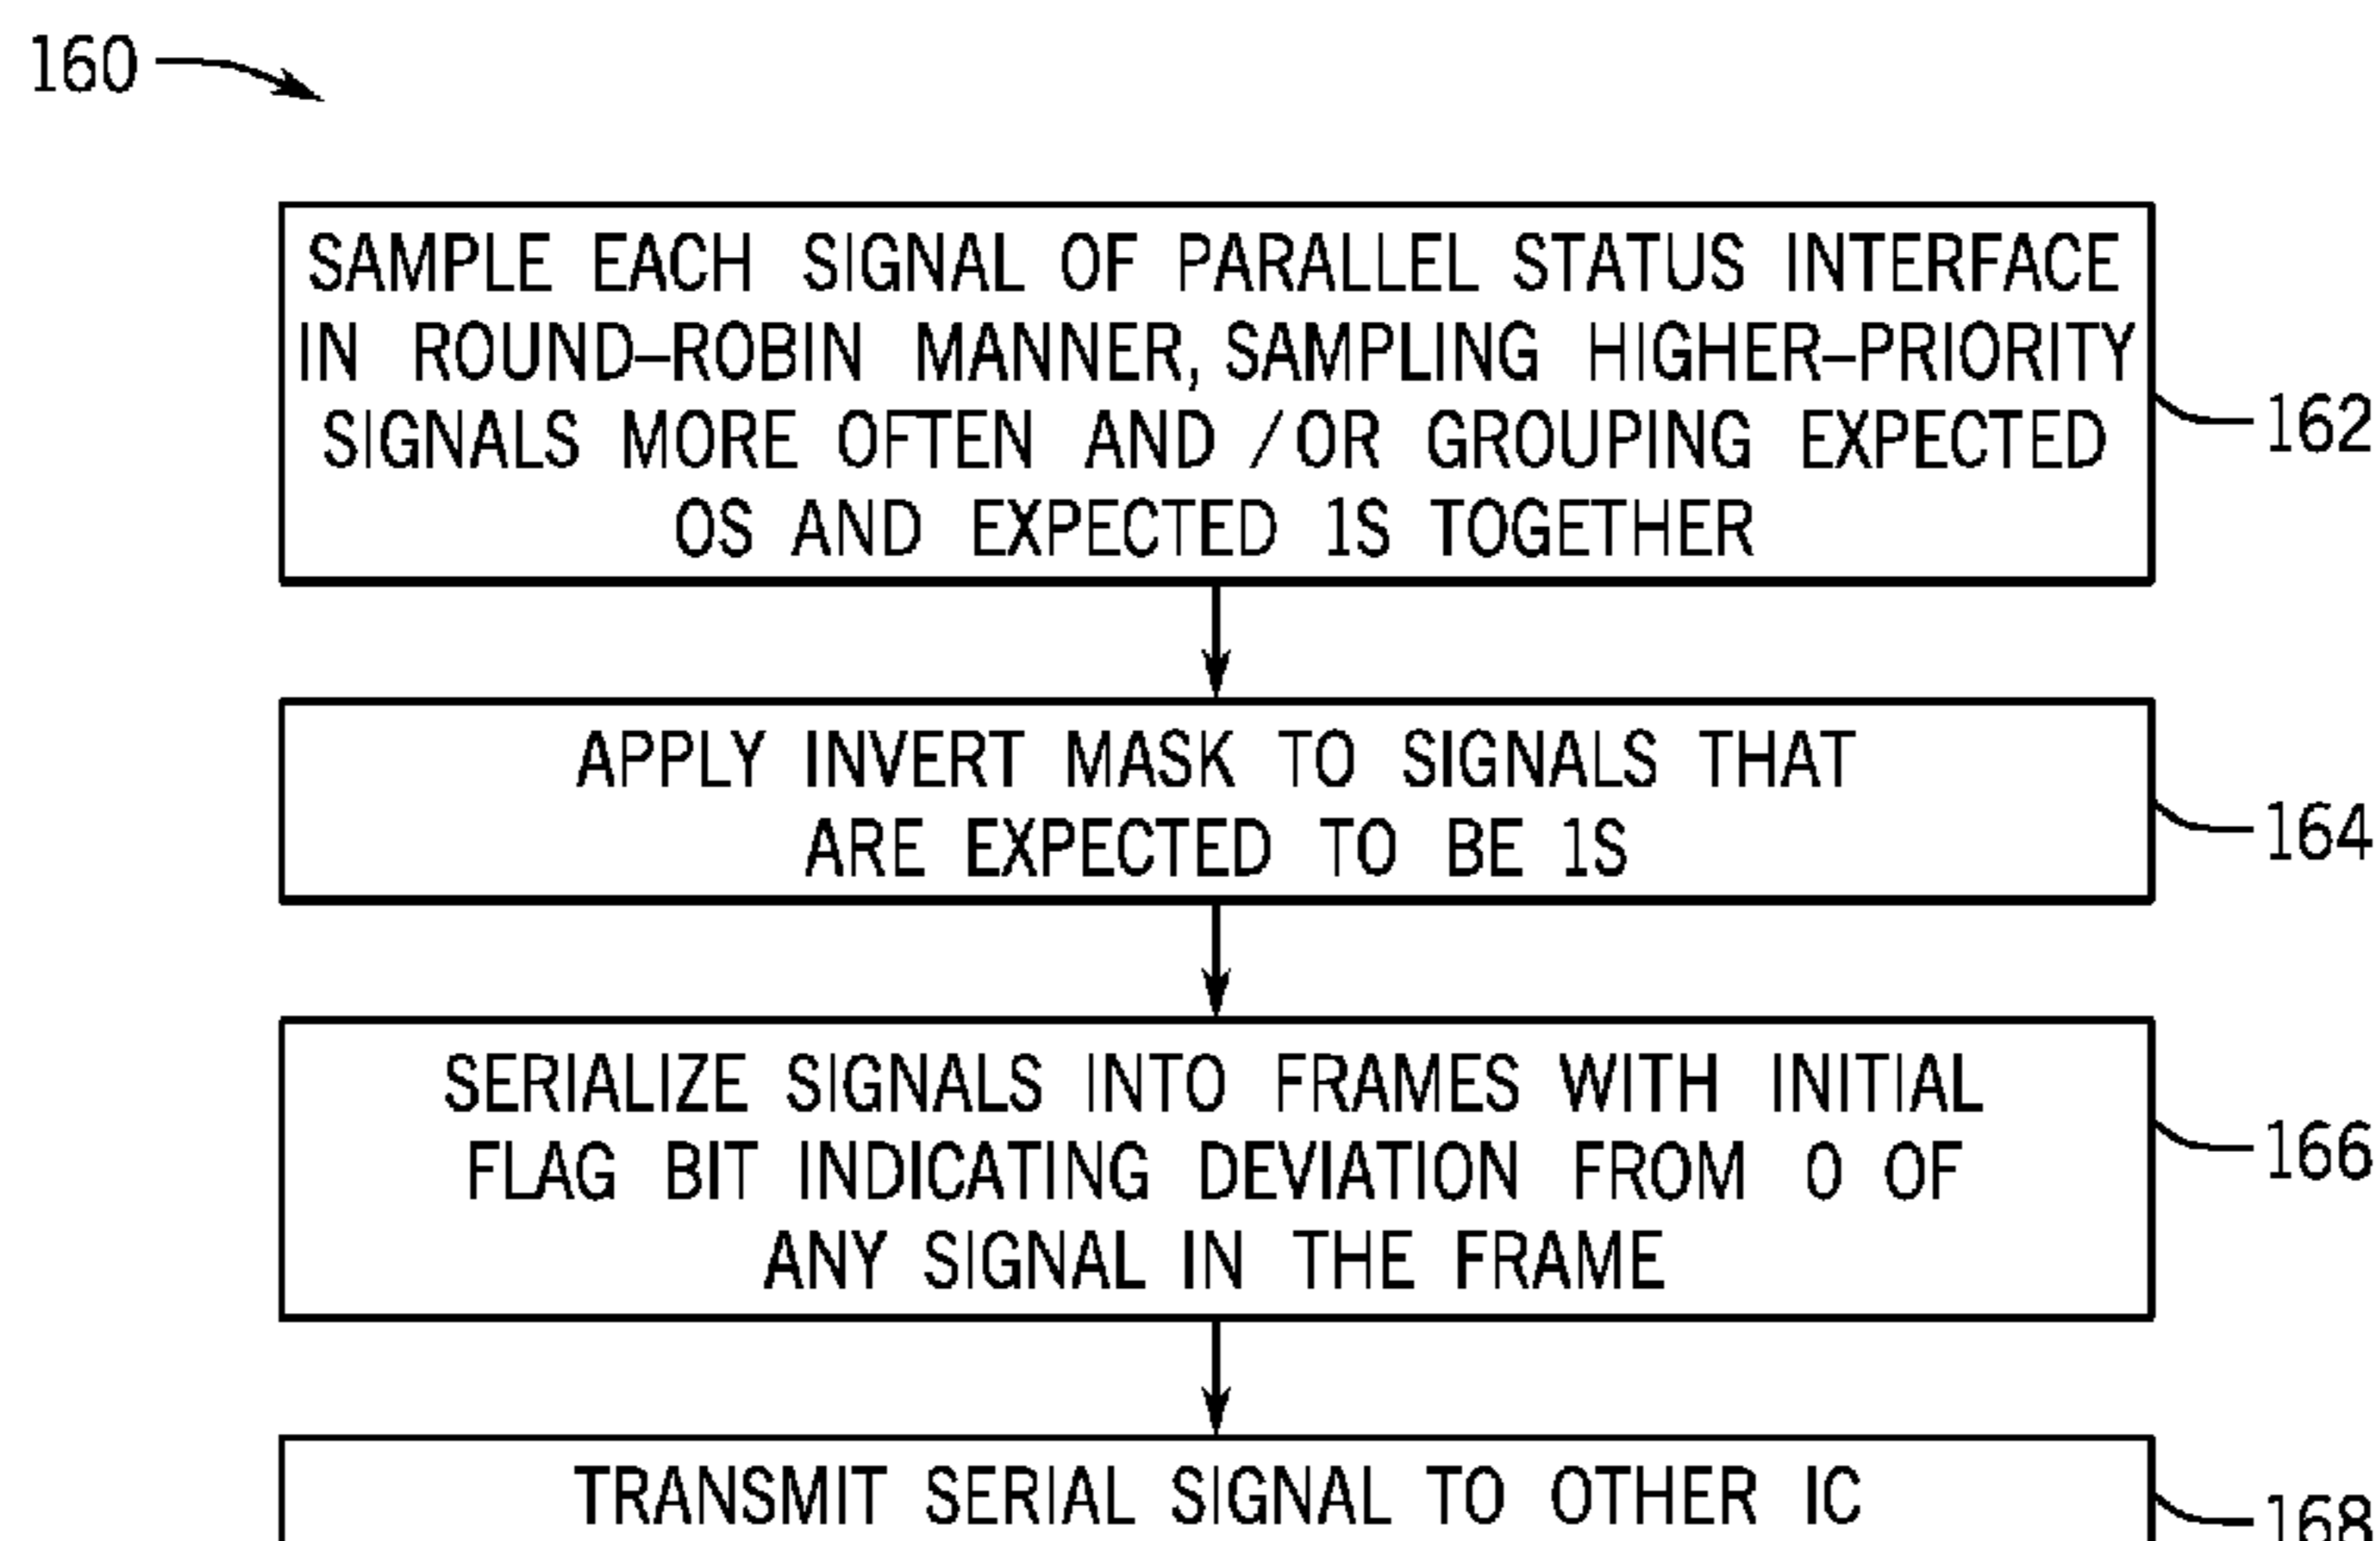 160
SAMPLE EACH SIGNAL OF PARALLEL STATUS INTERFACE
IN ROUND–ROBIN MANNER, SAMPLING HIGHER–PRIORITY
SIGNALS MORE OFTEN AND /OR GROUPING EXPECTED
0S AND EXPECTED 1S TOGETHER
162
APPLY INVERT MASK TO SIGNALS THAT
ARE EXPECTED TO BE 1S
164
SERIALIZE SIGNALS INTO FRAMES WITH INITIAL
FLAG BIT INDICATING DEVIATION FROM 0 OF
ANY SIGNAL IN THE FRAME
166
TRANSMIT SERIAL SIGNAL TO OTHER IC
168